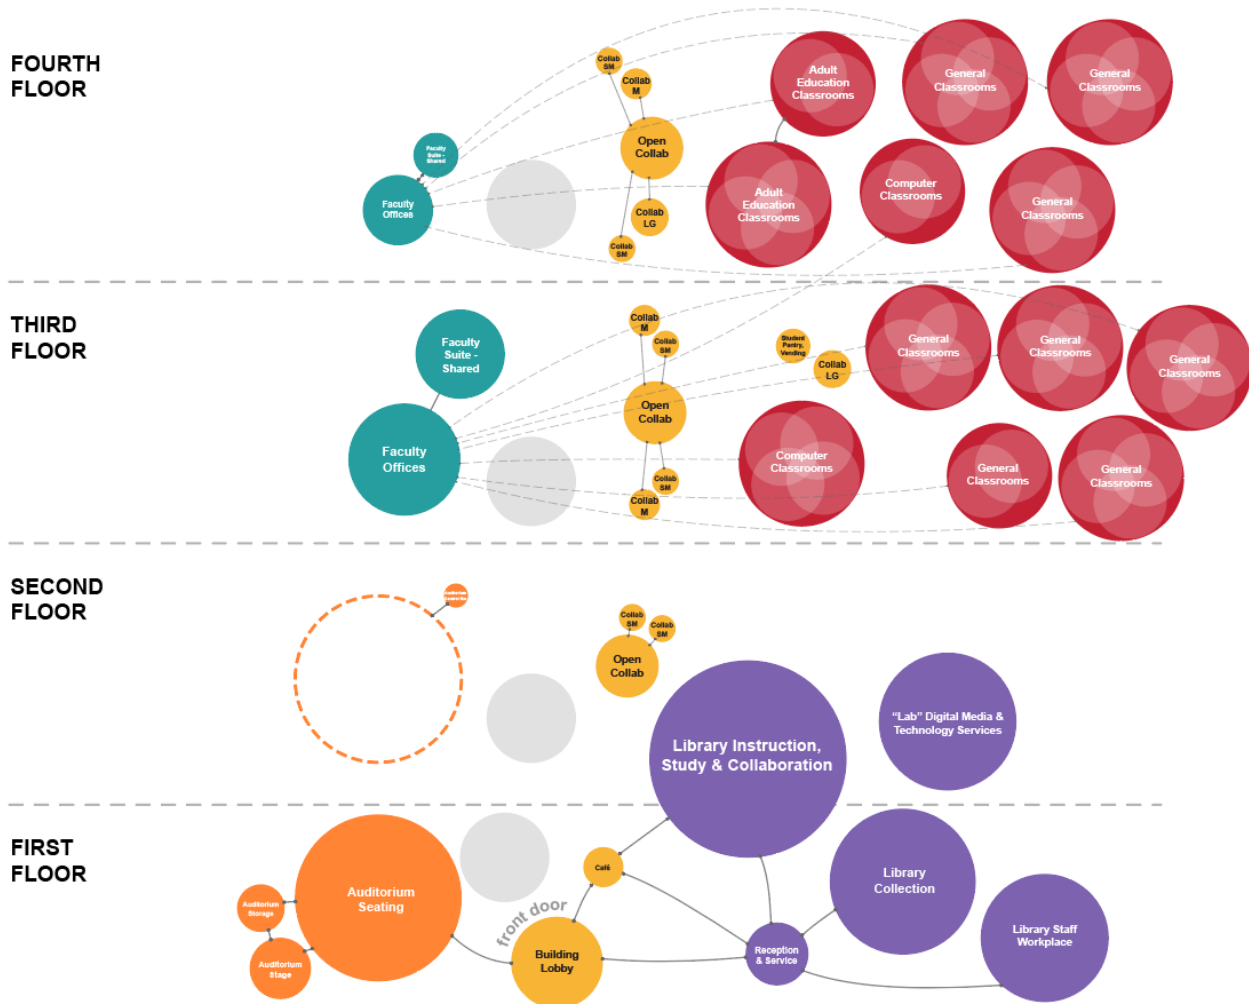 FOURTH
FLOOR
Collab
SM
Collab
M
Open
Collab
Collab
LG
Collab
SM
Faculty
Suite -
Shared
Faculty
Offices
Adult
Education
Classrooms
General
Classrooms
General
Classrooms
Adult
Education
Classrooms
Computer
Classrooms
General
Classrooms
THIRD
FLOOR
Faculty
Suite -
Shared
Faculty
Offices
Collab
M
Collab
SM
Open
Collab
Collab
SM
Collab
M
Student
Pantry,
Vending
Collab
LG
General
Classrooms
General
Classrooms
General
Classrooms
Computer
Classrooms
General
Classrooms
General
Classrooms
SECOND
FLOOR
Collab
SM
Collab
SM
Open
Collab
Library Instruction,
Study & Collaboration
“Lab” Digital Media &
Technology Services
FIRST
FLOOR
Auditorium
Seating
Auditorium
Storage
Auditorium
Stage
front door
Building
Lobby
Café
Reception
& Service
Library
Collection
Library Staff
Workplace